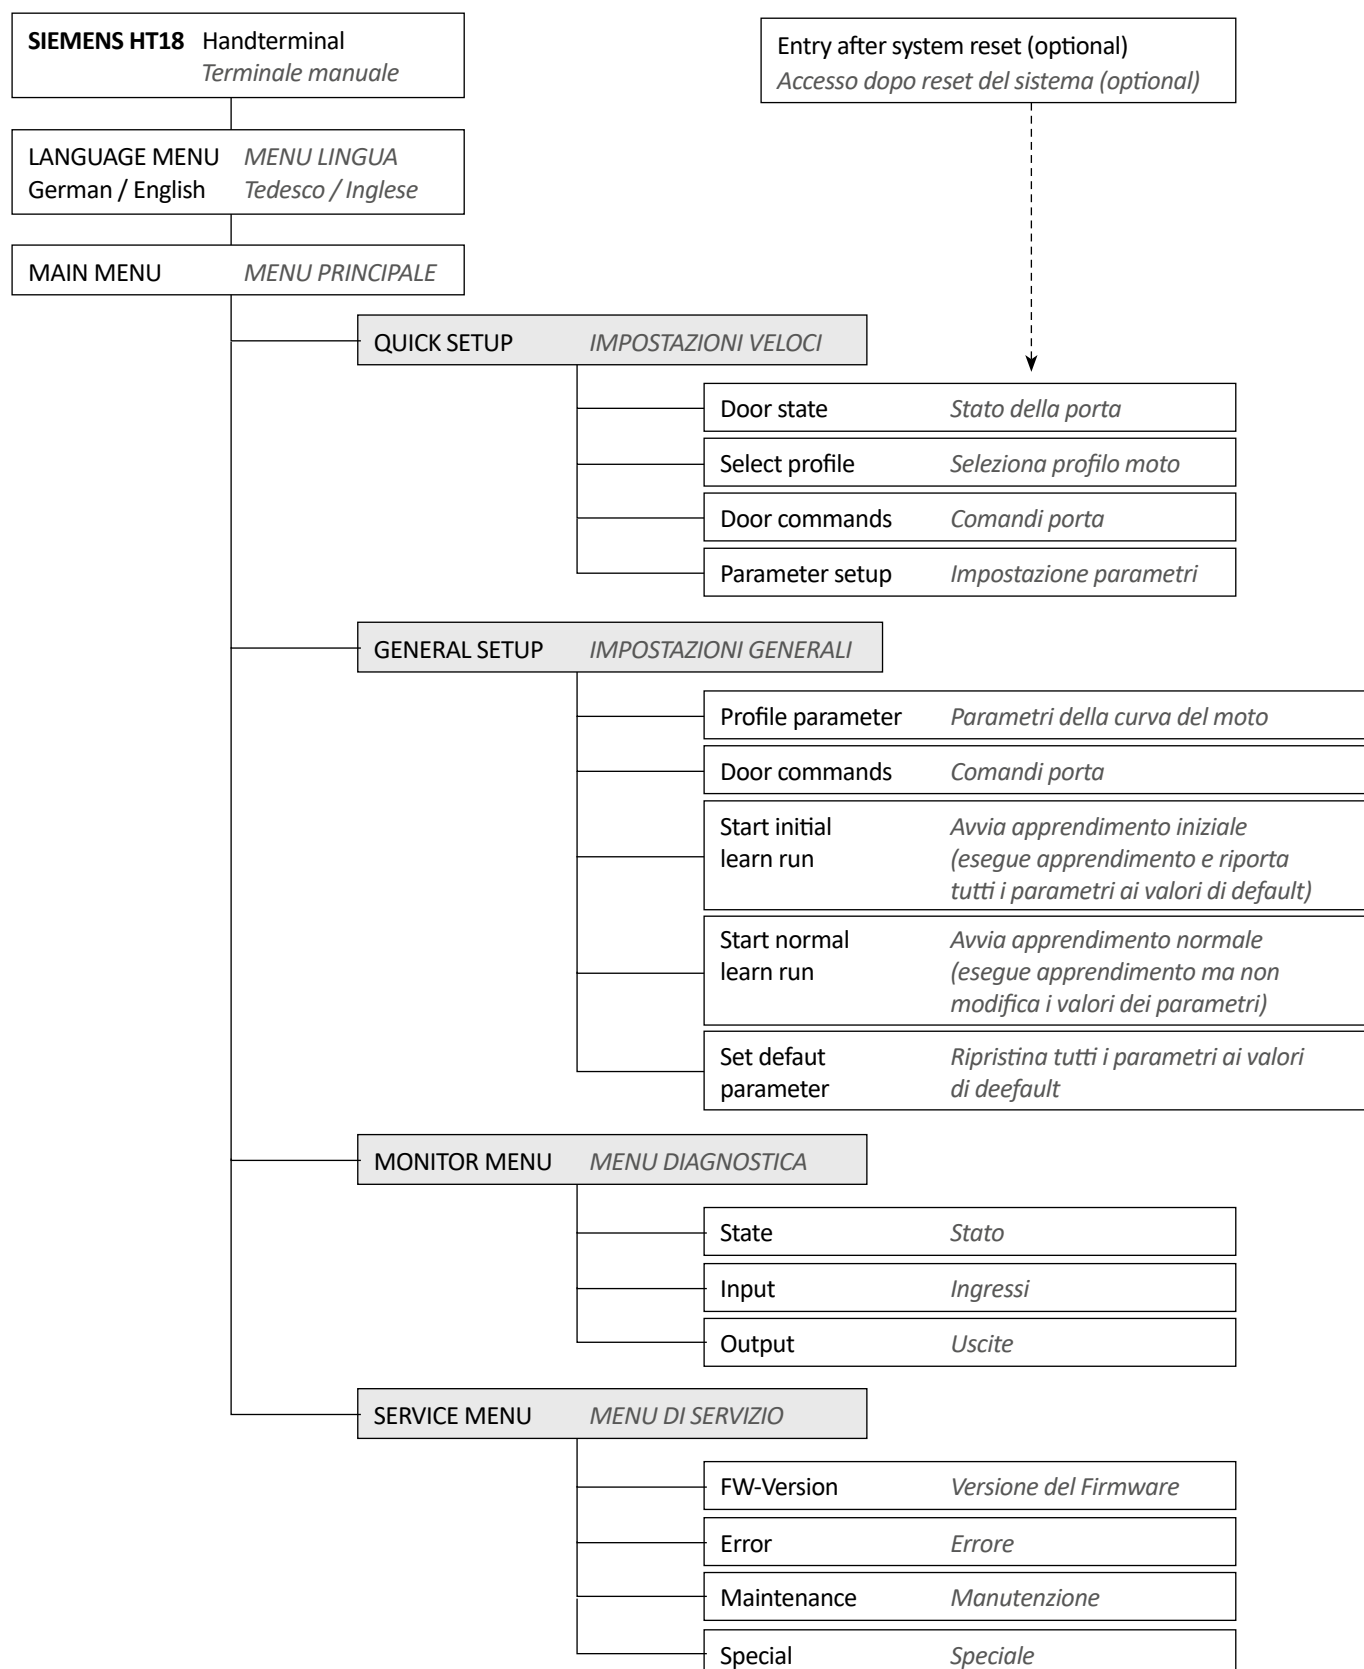 SIEMENS HT18 Handterminal
Terminale manuale
Entry after system reset (optional)
Accesso dopo reset del sistema (optional)
LANGUAGE MENU MENU LINGUA
German / English Tedesco / Inglese
MAIN MENU MENU PRINCIPALE
QUICK SETUP IMPOSTAZIONI VELOCI
Door state Stato della porta
Select profile Seleziona profilo moto
Door commands Comandi porta
Parameter setup Impostazione parametri
GENERAL SETUP IMPOSTAZIONI GENERALI
Profile parameter Parametri della curva del moto
Door commands Comandi porta
Start initial Avvia apprendimento iniziale
learn run (esegue apprendimento e riporta
tutti i parametri ai valori di default)
Start normal Avvia apprendimento normale
learn run (esegue apprendimento ma non
modifica i valori dei parametri)
Set defaut Ripristina tutti i parametri ai valori
parameter di deefault
MONITOR MENU MENU DIAGNOSTICA
State Stato
Input Ingressi
Output Uscite
SERVICE MENU MENU DI SERVIZIO
FW-Version Versione del Firmware
Error Errore
Maintenance Manutenzione
Special Speciale